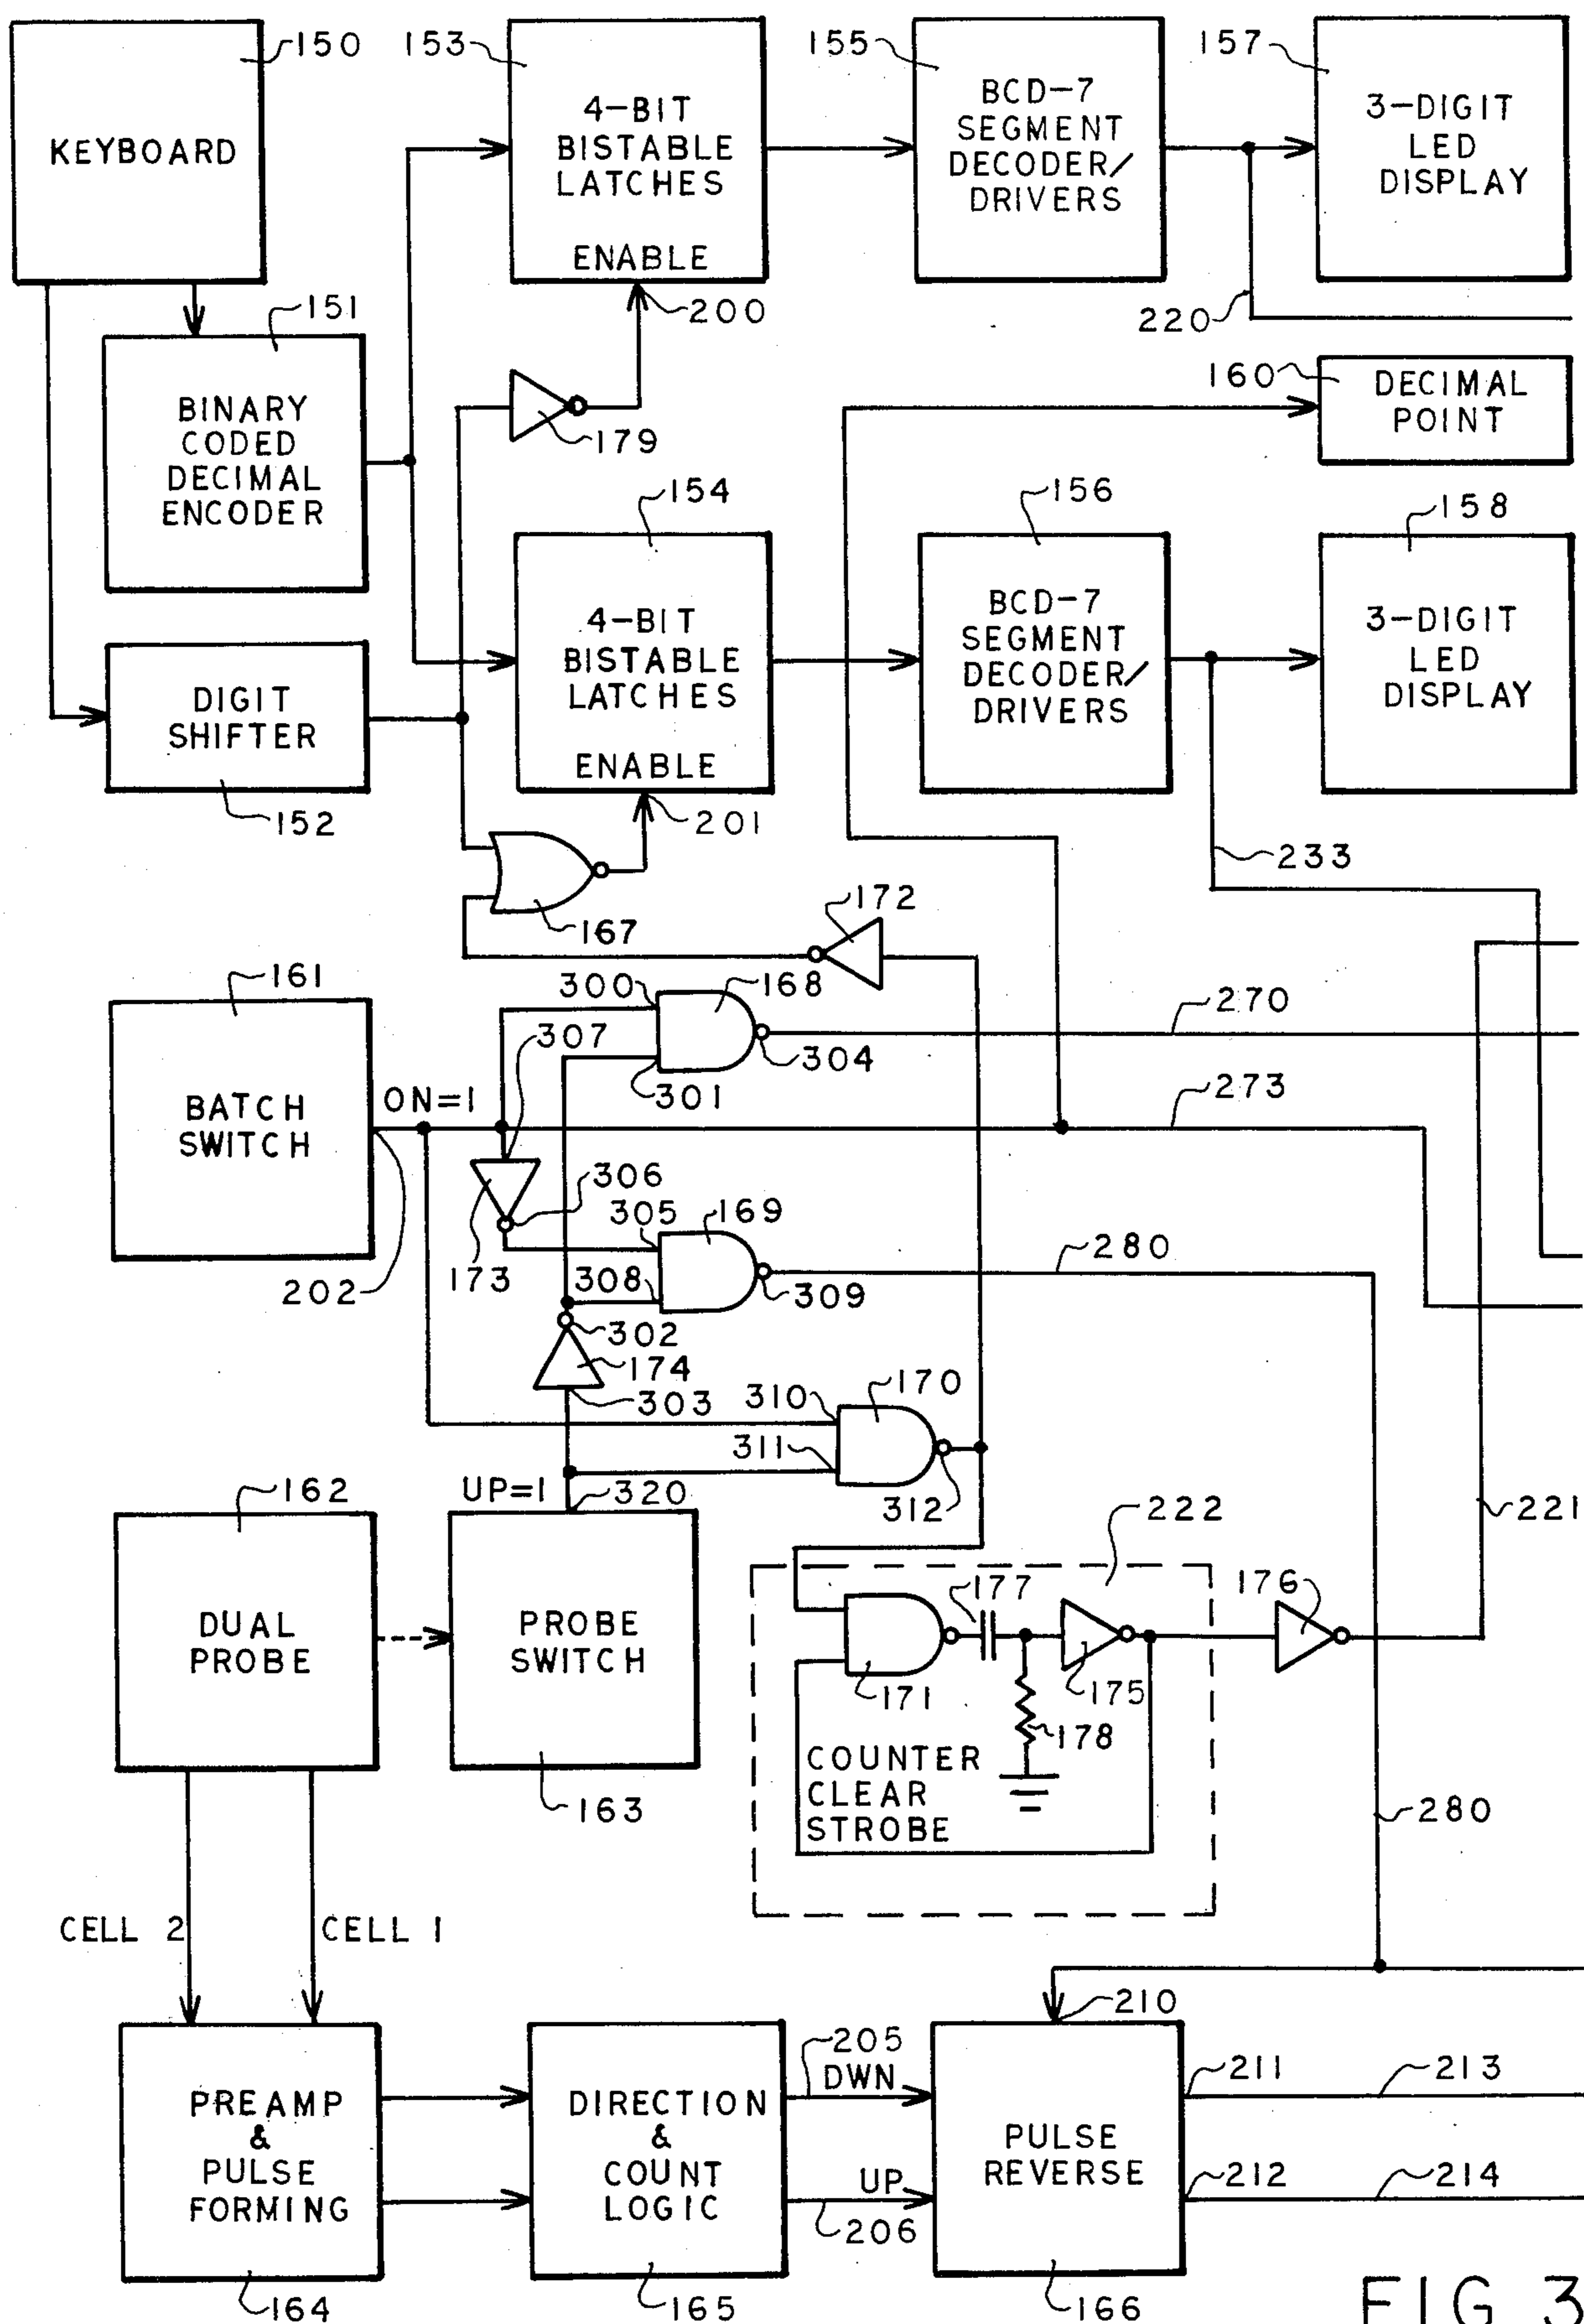 150
KEYBOARD
153
4-BIT
BISTABLE
LATCHES
ENABLE
200
155
BCD-7
SEGMENT
DECODER/
DRIVERS
157
3-DIGIT
LED
DISPLAY
220
151
BINARY
CODED
DECIMAL
ENCODER
179
160
DECIMAL
POINT
154
4-BIT
BISTABLE
LATCHES
ENABLE
201
156
BCD-7
SEGMENT
DECODER/
DRIVERS
158
3-DIGIT
LED
DISPLAY
DIGIT
SHIFTER
152
233
167
172
161
BATCH
SWITCH
ON=1
202
300
168
307
301
304
270
273
306
173
305
169
308
309
280
302
174
303
310
170
311
312
162
DUAL
PROBE
UP=1
320
PROBE
SWITCH
163
222
177
171
175
178
COUNTER
CLEAR
STROBE
176
221
280
CELL 2
CELL 1
210
PREAMP
&
PULSE
FORMING
164
DIRECTION
&
COUNT
LOGIC
165
205
DWN
UP
206
PULSE
REVERSE
166
211
213
212
214
FIG 3